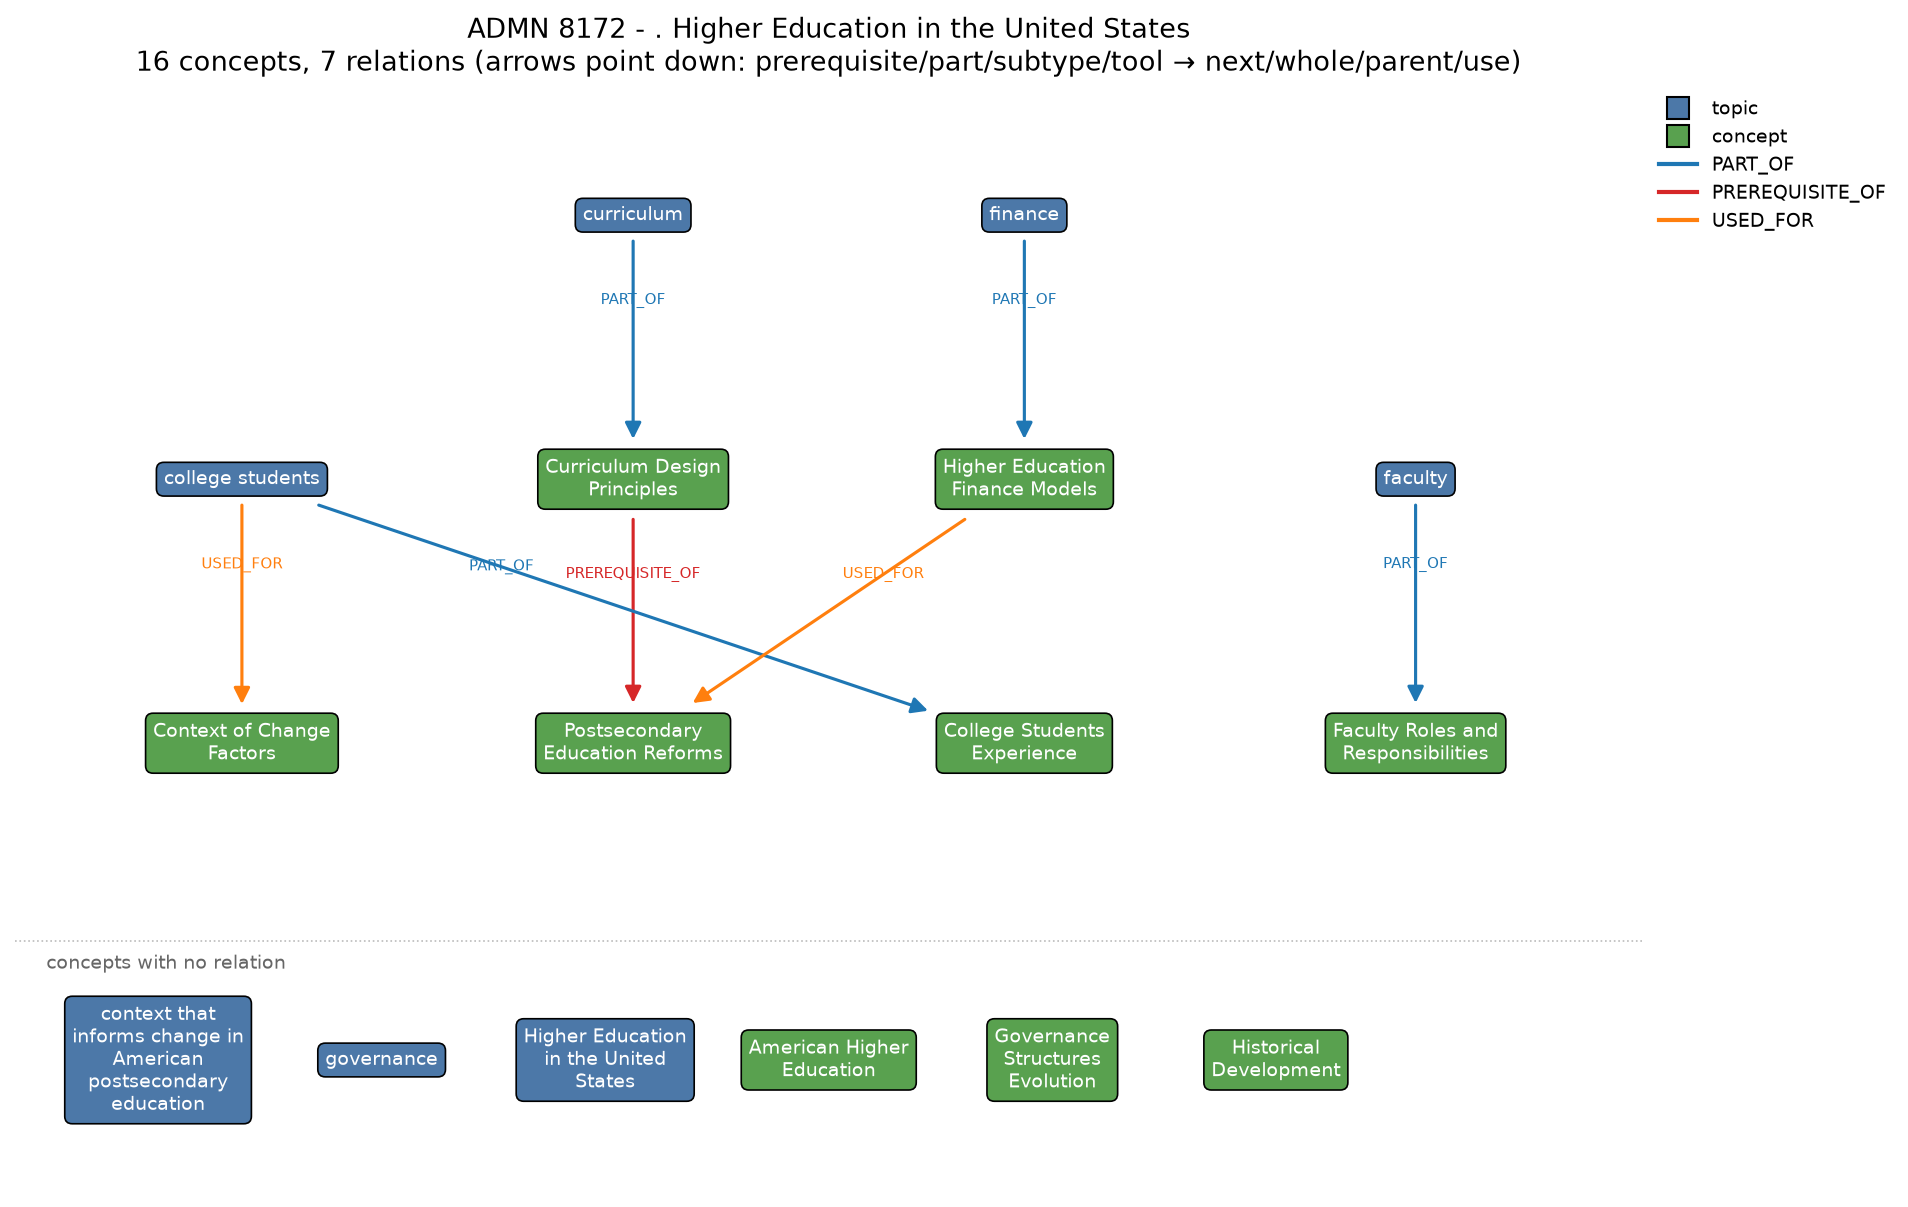 ADMN 8172 - . Higher Education in the United States
16 concepts, 7 relations (arrows point down: prerequisite/part/subtype/tool → next/whole/parent/use)
topic
concept
PART_OF
PREREQUISITE_OF
USED_FOR
curriculum
finance
PART_OF
PART_OF
college students
Curriculum Design
Principles
Higher Education
Finance Models
faculty
USED_FOR
PART_OF
PREREQUISITE_OF
USED_FOR
PART_OF
Context of Change
Factors
Postsecondary
Education Reforms
College Students
Experience
Faculty Roles and
Responsibilities
concepts with no relation
context that
informs change in
American
postsecondary
education
governance
Higher Education
in the United
States
American Higher
Education
Governance
Structures
Evolution
Historical
Development